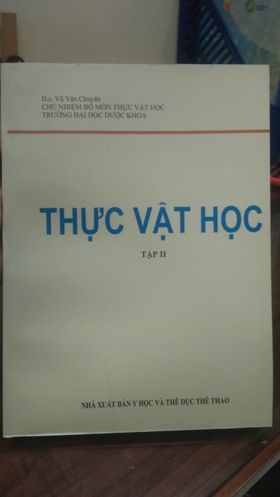 D.s. Vũ Văn Chuyên
CHỦ NHIỆM BỘ MÔN THỰC VẬT HỌC
TRƯỜNG ĐẠI HỌC DƯỢC KHOA
THỰC VẬT HỌC
TẬP II
NHÀ XUẤT BẢN Y HỌC VÀ THỂ DỤC THỂ THAO